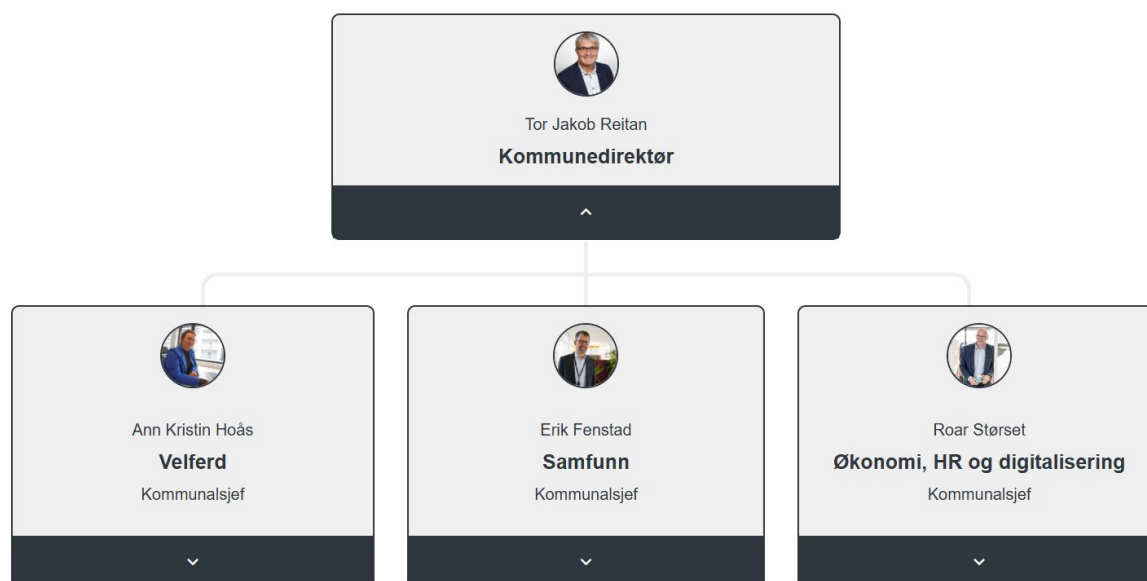 Tor Jakob Reitan
Kommunedirektør
Ann Kristin Hoås
Velferd
Kommunalsjef
Erik Fenstad
Samfunn
Kommunalsjef
Roar Størset
Økonomi, HR og digitalisering
Kommunalsjef